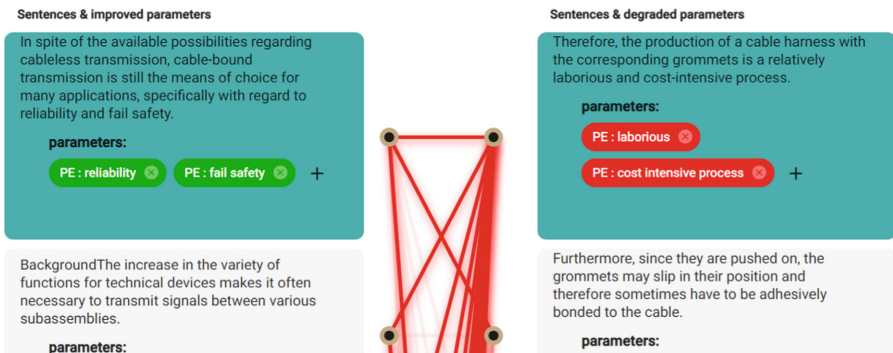 Sentences & improved parameters
In spite of the available possibilities regarding
cableless transmission, cable-bound
transmission is still the means of choice for
many applications, specifically with regard to
reliability and fail safety.
parameters:
PE : reliability
PE : fail safety
+
BackgroundThe increase in the variety of
functions for technical devices makes it often
necessary to transmit signals between various
subassemblies.
parameters:
Sentences & degraded parameters
Therefore, the production of a cable harness with
the corresponding grommets is a relatively
laborious and cost-intensive process.
parameters:
PE : laborious
PE : cost intensive process
+
Furthermore, since they are pushed on, the
grommets may slip in their position and
therefore sometimes have to be adhesively
bonded to the cable.
parameters: